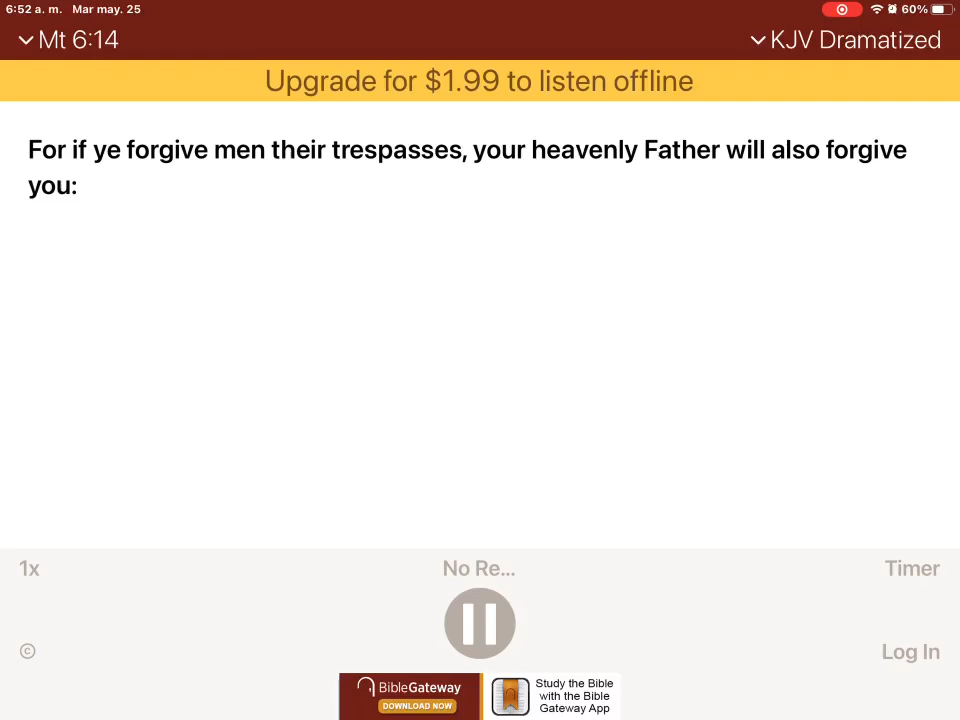 6:52 a. m. Mar may. 25 60%
Mt 6:14 KJV Dramatized
Upgrade for $1.99 to listen offline
For if ye forgive men their trespasses, your heavenly Father will also forgive
you:
1x No Re... Timer
© Log In
BibleGateway
DOWNLOAD NOW
Study the Bible
with the Bible
Gateway App